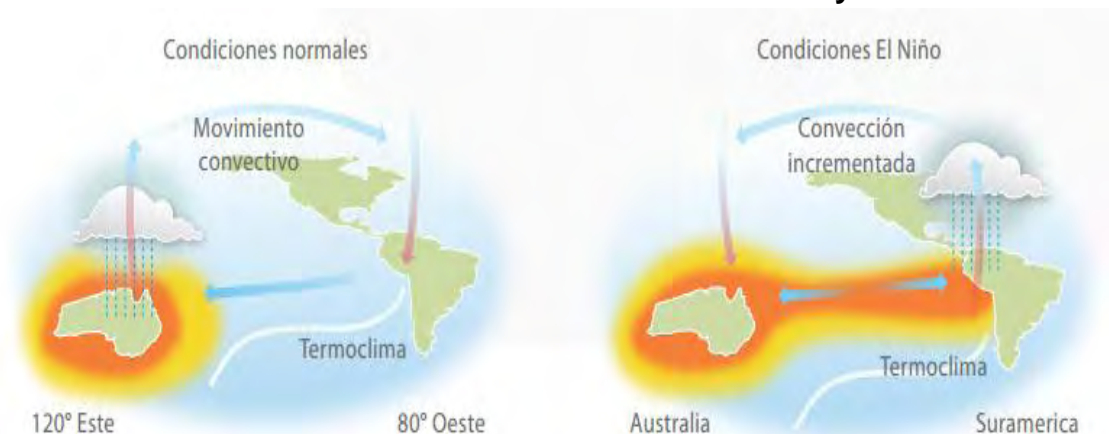 Condiciones normales
Movimiento
convectivo
Termoclima
120° Este
80° Oeste
Condiciones El Niño
Convección
incrementada
Termoclima
Australia
Suramerica